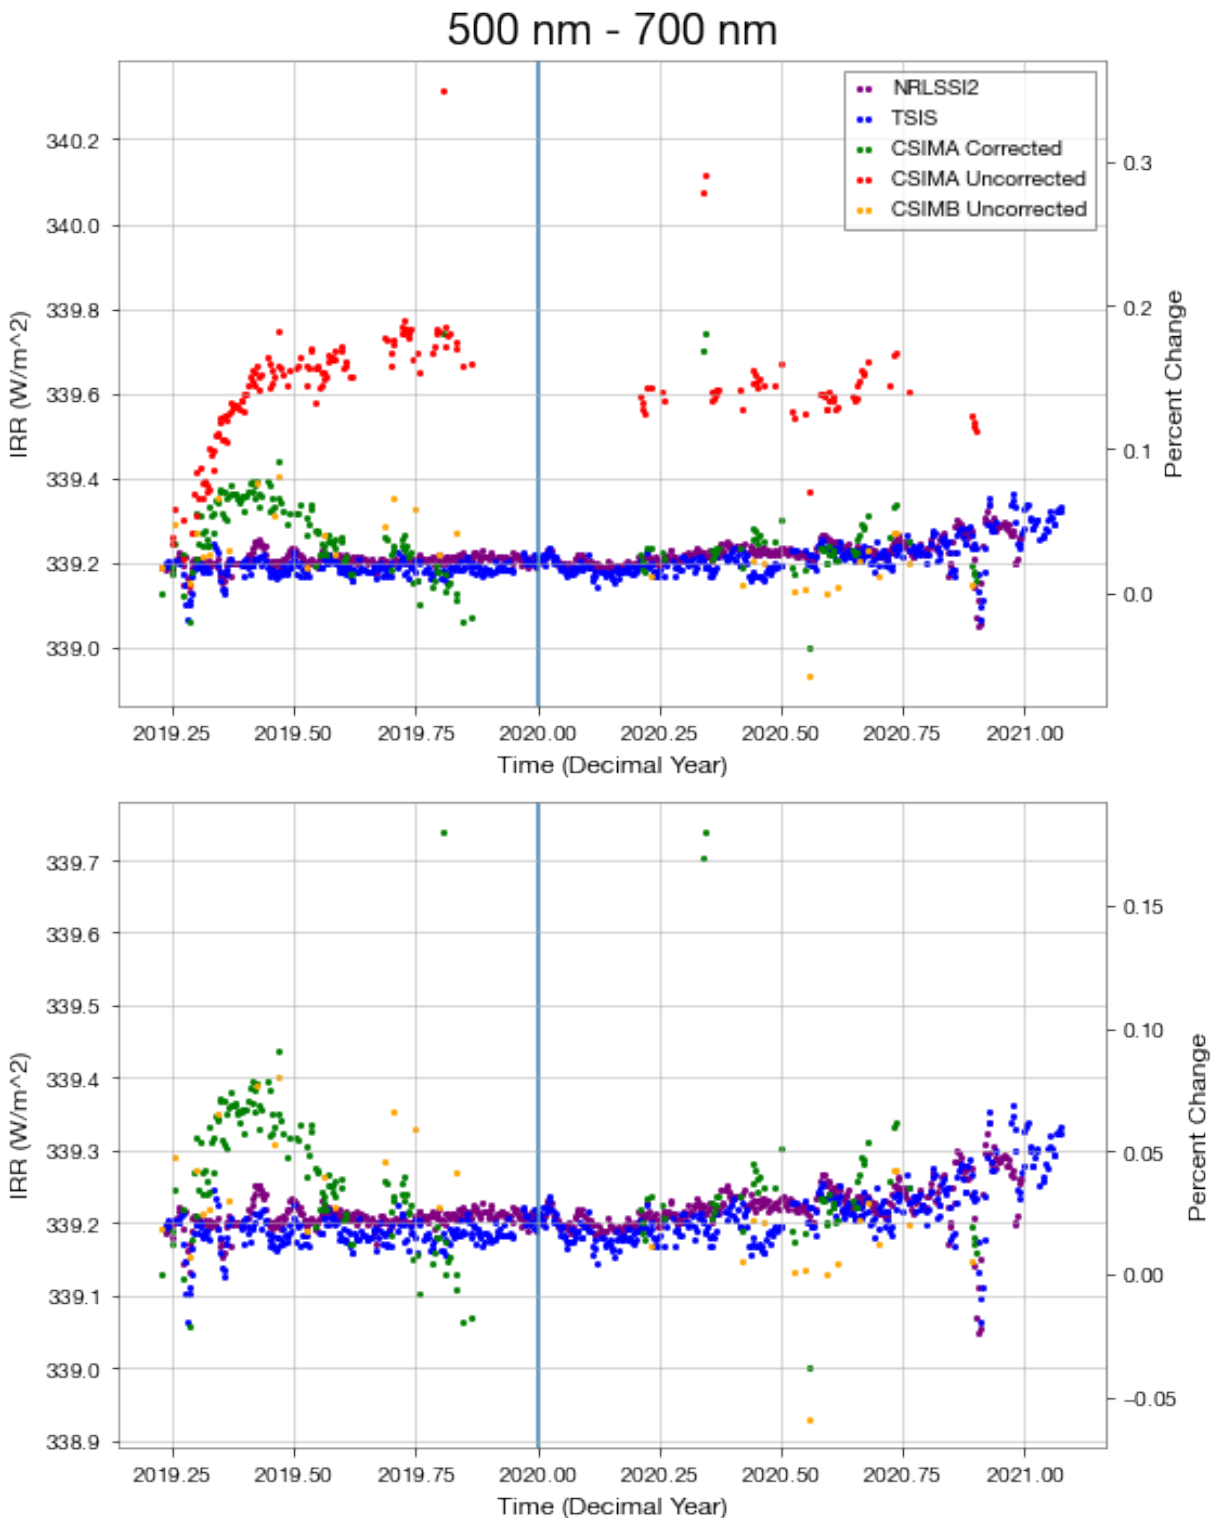 500 nm - 700 nm
NRLSSI2
TSIS
CSIMA Corrected
CSIMA Uncorrected
CSIMB Uncorrected
340.2
340.0
339.8
339.6
339.4
339.2
339.0
IRR (W/m^2)
0.3
0.2
0.1
0.0
Percent Change
2019.25 2019.50 2019.75 2020.00 2020.25 2020.50 2020.75 2021.00
Time (Decimal Year)
339.7
339.6
339.5
339.4
339.3
339.2
339.1
339.0
338.9
IRR (W/m^2)
0.15
0.10
0.05
0.00
−0.05
Percent Change
2019.25 2019.50 2019.75 2020.00 2020.25 2020.50 2020.75 2021.00
Time (Decimal Year)